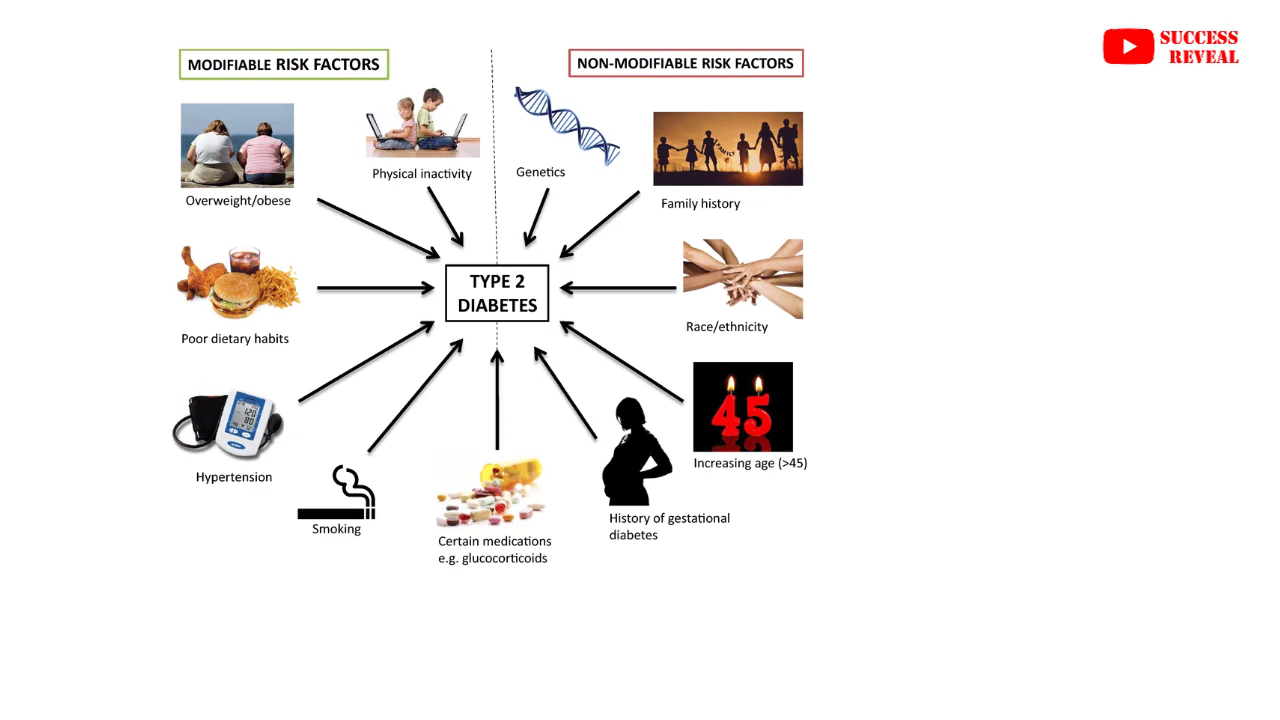 SUCCESS
REVEAL
MODIFIABLE RISK FACTORS
NON-MODIFIABLE RISK FACTORS
Physical inactivity
Genetics
Overweight/obese
Family history
TYPE 2
DIABETES
Poor dietary habits
Race/ethnicity
45
Increasing age (>45)
Hypertension
Smoking
History of gestational
diabetes
Certain medications
e.g. glucocorticoids